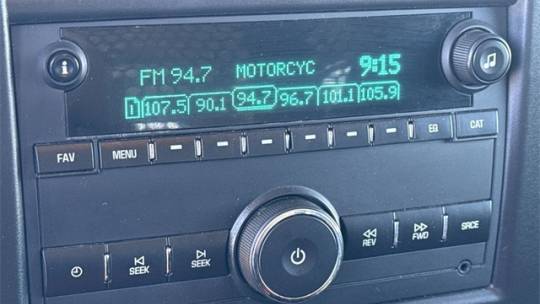 FM 94.7 MOTORCYC 9:15
1 107.5 90.1 94.7 96.7 101.1 105.9
FAV MENU EQ CAT
SEEK SEEK REV FWD SRCE